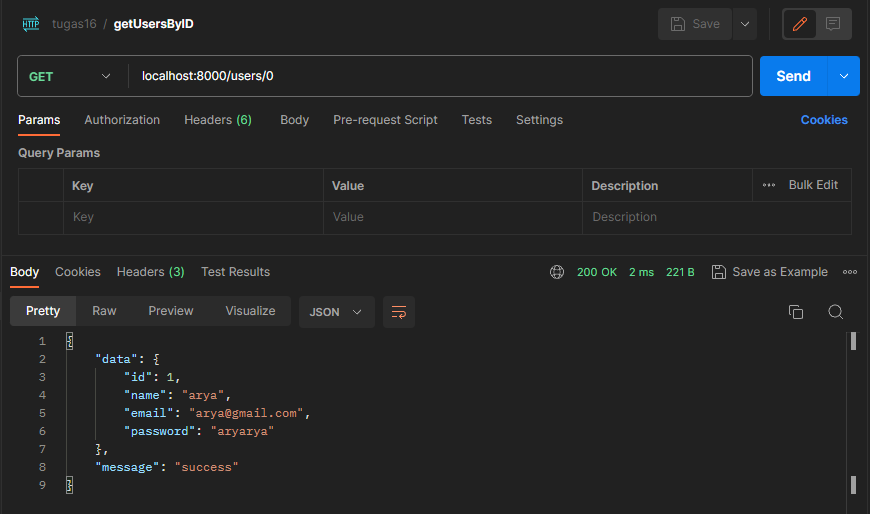 HTTP tugas16 / getUsersByID Save
GET localhost:8000/users/0 Send
Params Authorization Headers (6) Body Pre-request Script Tests Settings Cookies
Query Params
Key Value Description Bulk Edit
Key Value Description
Body Cookies Headers (3) Test Results 200 OK 2 ms 221 B Save as Example
Pretty Raw Preview Visualize JSON
1 {
2 "data": {
3 "id": 1,
4 "name": "arya",
5 "email": "arya@gmail.com",
6 "password": "aryarya"
7 },
8 "message": "success"
9 }